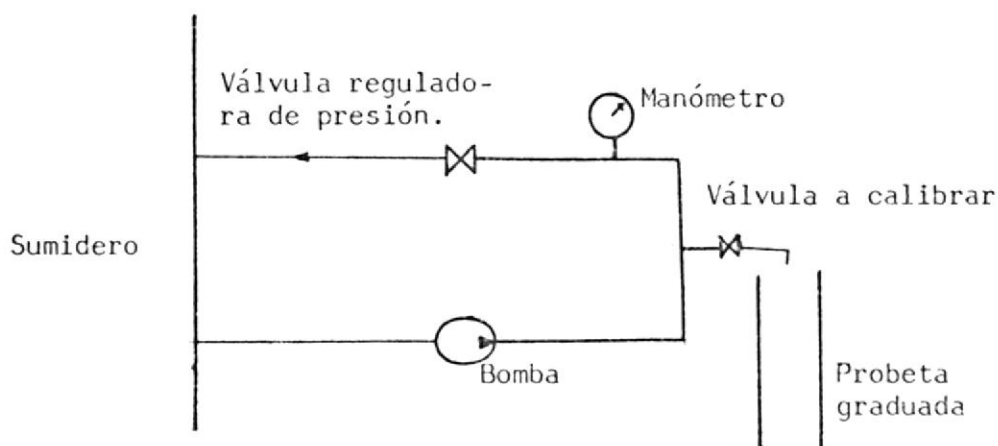 Válvula regulado-
ra de presión.
Manómetro
Válvula a calibrar
Sumidero
Bomba
Probeta
graduada